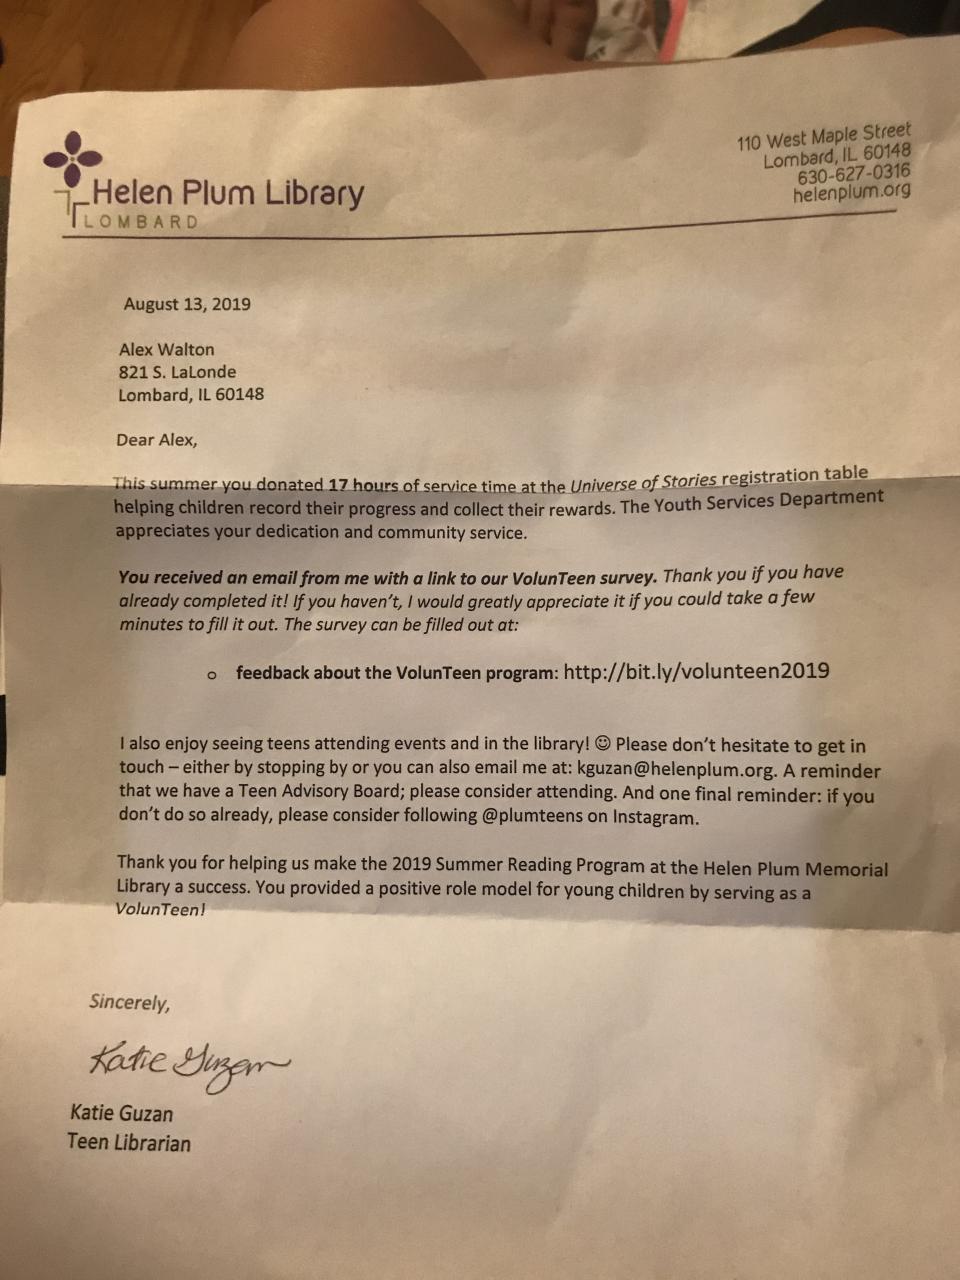 Helen Plum Library
LOMBARD
110 West Maple Street
Lombard, IL 60148
630-627-0316
helenplum.org
August 13, 2019
Alex Walton
821 S. LaLonde
Lombard, IL 60148
Dear Alex,
This summer you donated 17 hours of service time at the Universe of Stories registration table
helping children record their progress and collect their rewards. The Youth Services Department
appreciates your dedication and community service.
You received an email from me with a link to our VolunTeen survey. Thank you if you have
already completed it! If you haven't, I would greatly appreciate it if you could take a few
minutes to fill it out. The survey can be filled out at:
o feedback about the VolunTeen program: http://bit.ly/volunteen2019
I also enjoy seeing teens attending events and in the library! ☺ Please don't hesitate to get in
touch – either by stopping by or you can also email me at: kguzan@helenplum.org. A reminder
that we have a Teen Advisory Board; please consider attending. And one final reminder: if you
don't do so already, please consider following @plumteens on Instagram.
Thank you for helping us make the 2019 Summer Reading Program at the Helen Plum Memorial
Library a success. You provided a positive role model for young children by serving as a
VolunTeen!
Sincerely,
Katie Guzan
Katie Guzan
Teen Librarian